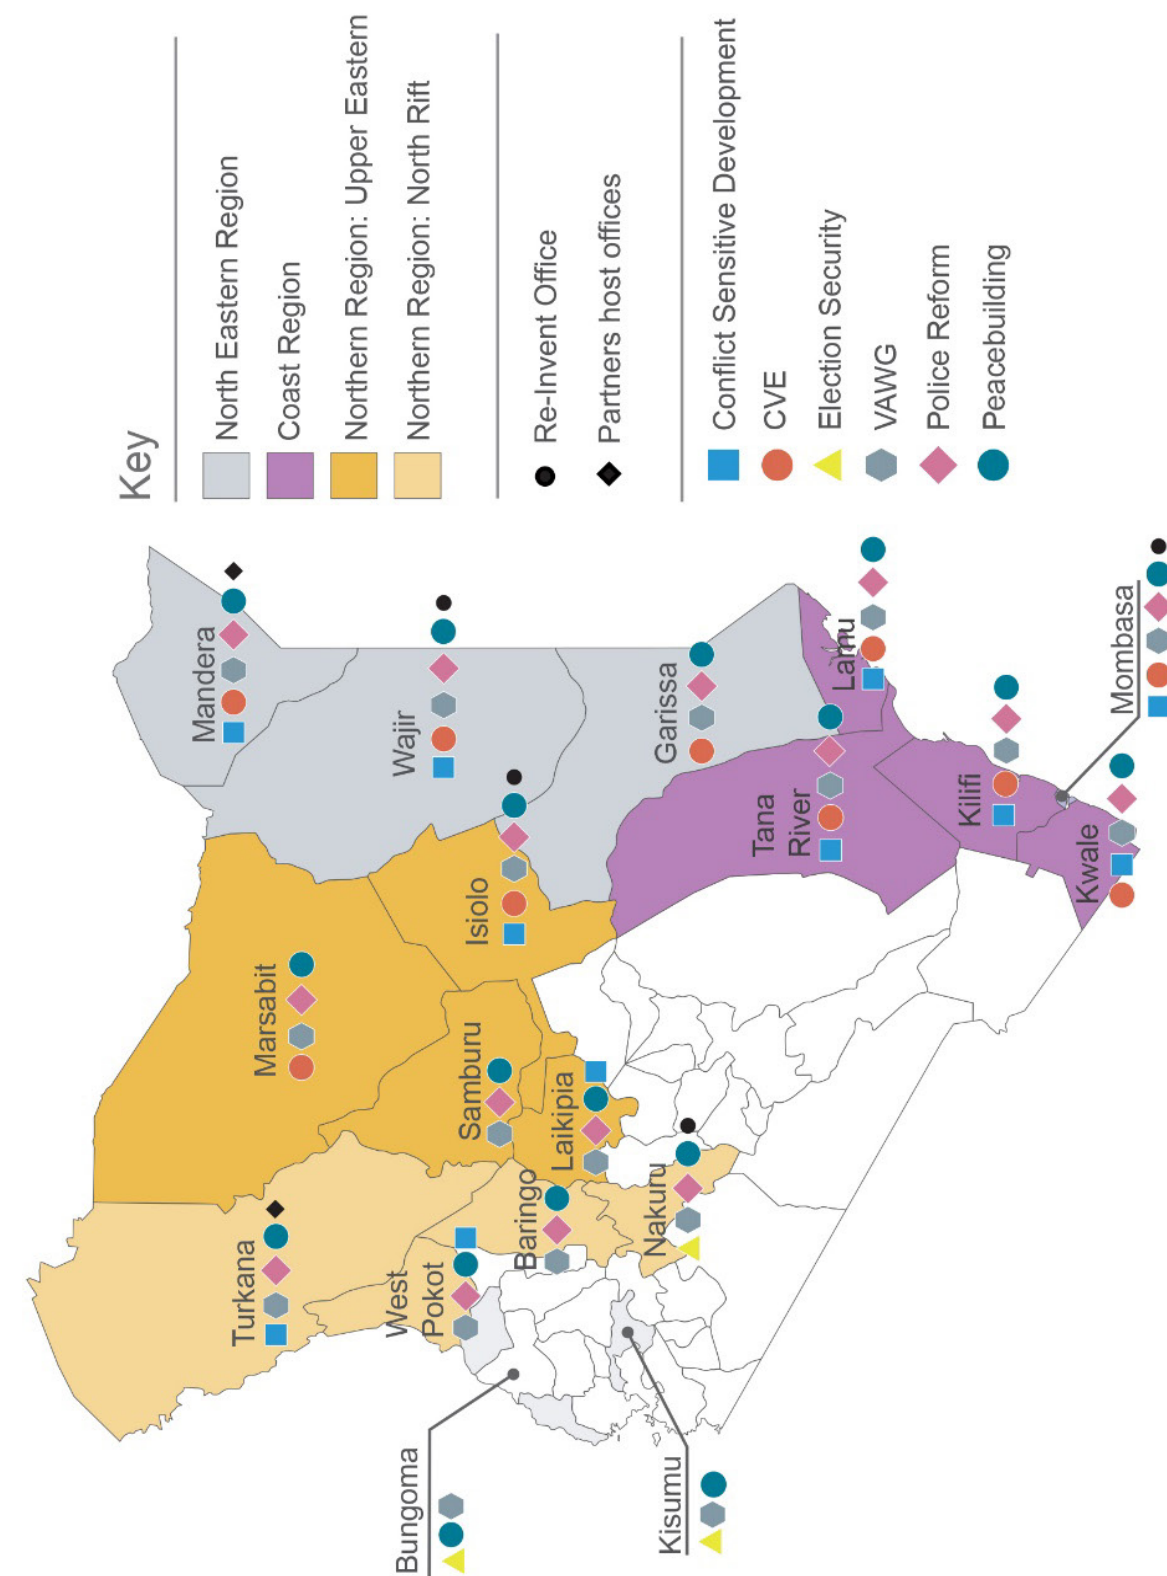 Key
North Eastern Region
Coast Region
Northern Region: Upper Eastern
Northern Region: North Rift
Re-Invent Office
Partners host offices
Conflict Sensitive Development
CVE
Election Security
VAWG
Police Reform
Peacebuilding
Turkana
West
Pokot
Marsabit
Mandera
Wajir
Samburu
Isiolo
Baringo
Laikipia
Nakuru
Garissa
Bungoma
Kisumu
Tana
River
Lamu
Kilifi
Kwale
Mombasa